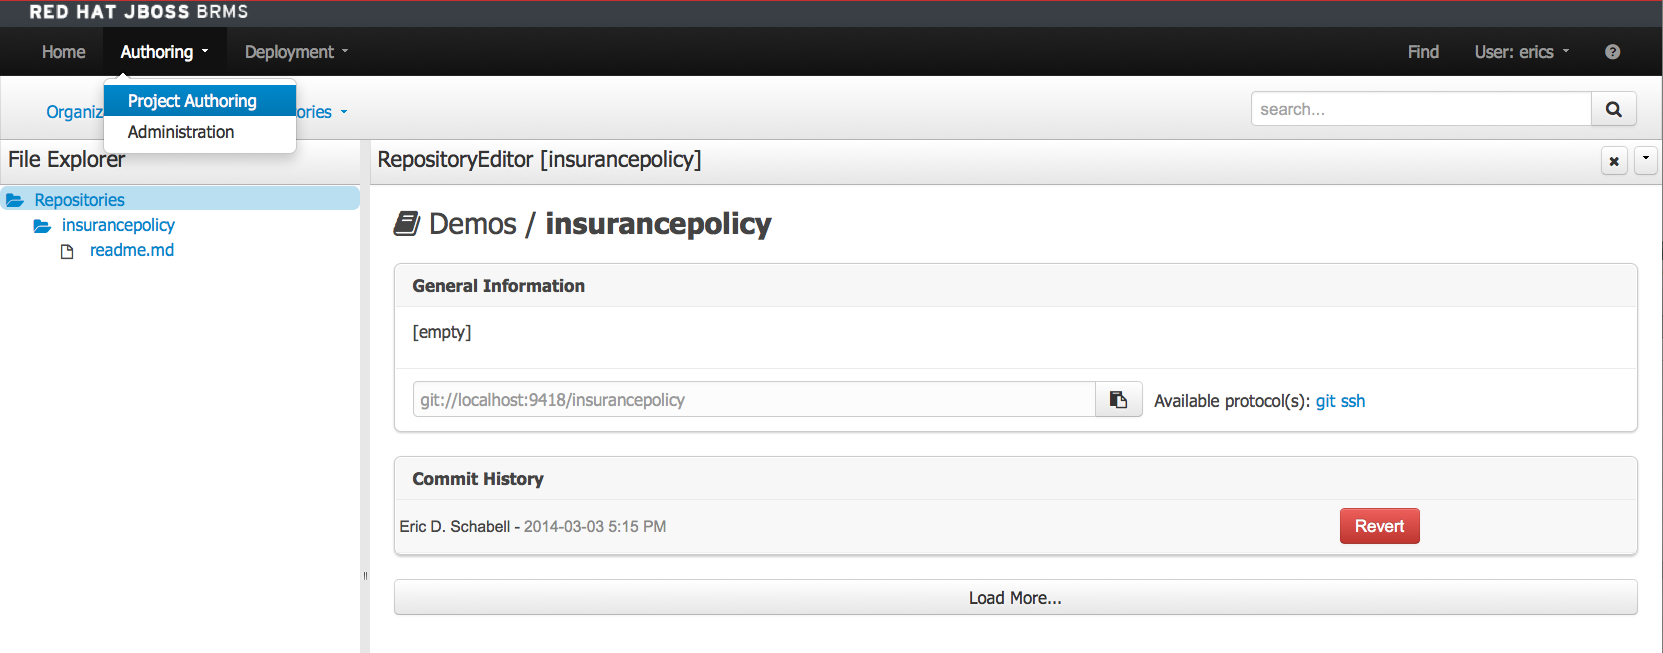 RED HAT JBOSS BRMS
Home Authoring Deployment Find User: erics
Project Authoring
Administration
Organiz ories search...
File Explorer
Repositories
insurancepolicy
readme.md
RepositoryEditor [insurancepolicy]
Demos / insurancepolicy
General Information
[empty]
git://localhost:9418/insurancepolicy Available protocol(s): git ssh
Commit History
Eric D. Schabell - 2014-03-03 5:15 PM Revert
Load More...